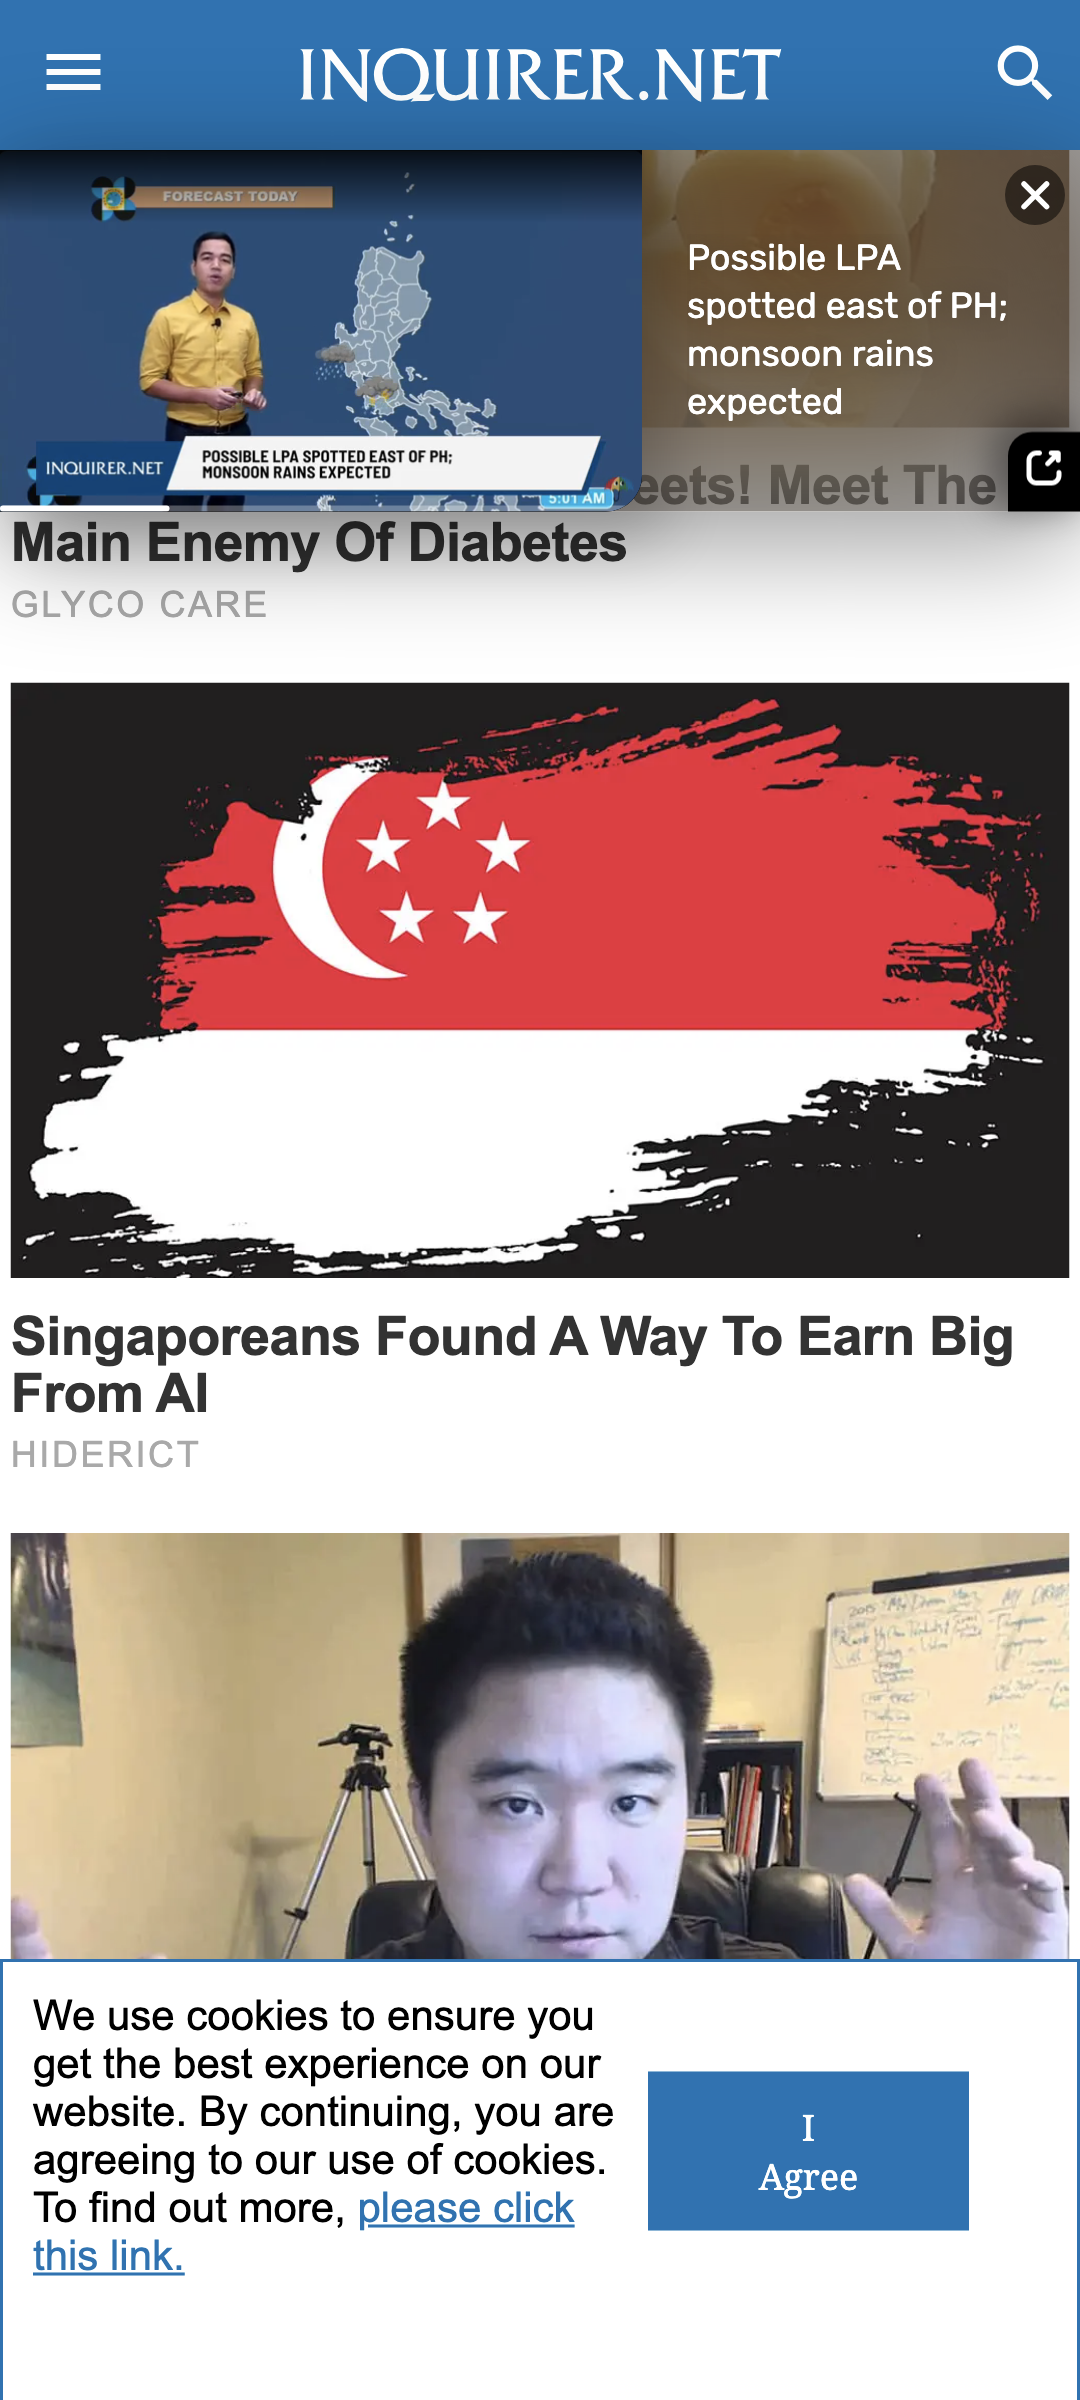 INQUIRER.NET
FORECAST TODAY
INQUIRER.NET
POSSIBLE LPA SPOTTED EAST OF PH;
MONSOON RAINS EXPECTED
5:01 AM
Possible LPA
spotted east of PH;
monsoon rains
expected
eets! Meet The
Main Enemy Of Diabetes
GLYCO CARE
Singaporeans Found A Way To Earn Big
From AI
HIDERICT
We use cookies to ensure you
get the best experience on our
website. By continuing, you are
agreeing to our use of cookies.
To find out more, please click
this link.
I
Agree